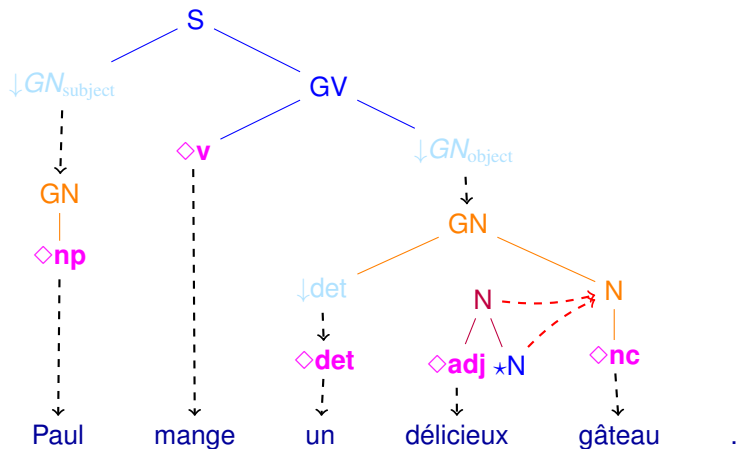 S
↓GNsubject
GV
◇v
↓GNobject
GN
GN
◇np
↓det
N
N
◇det
◇adj ⋆N
◇nc
Paul mange un délicieux gâteau .